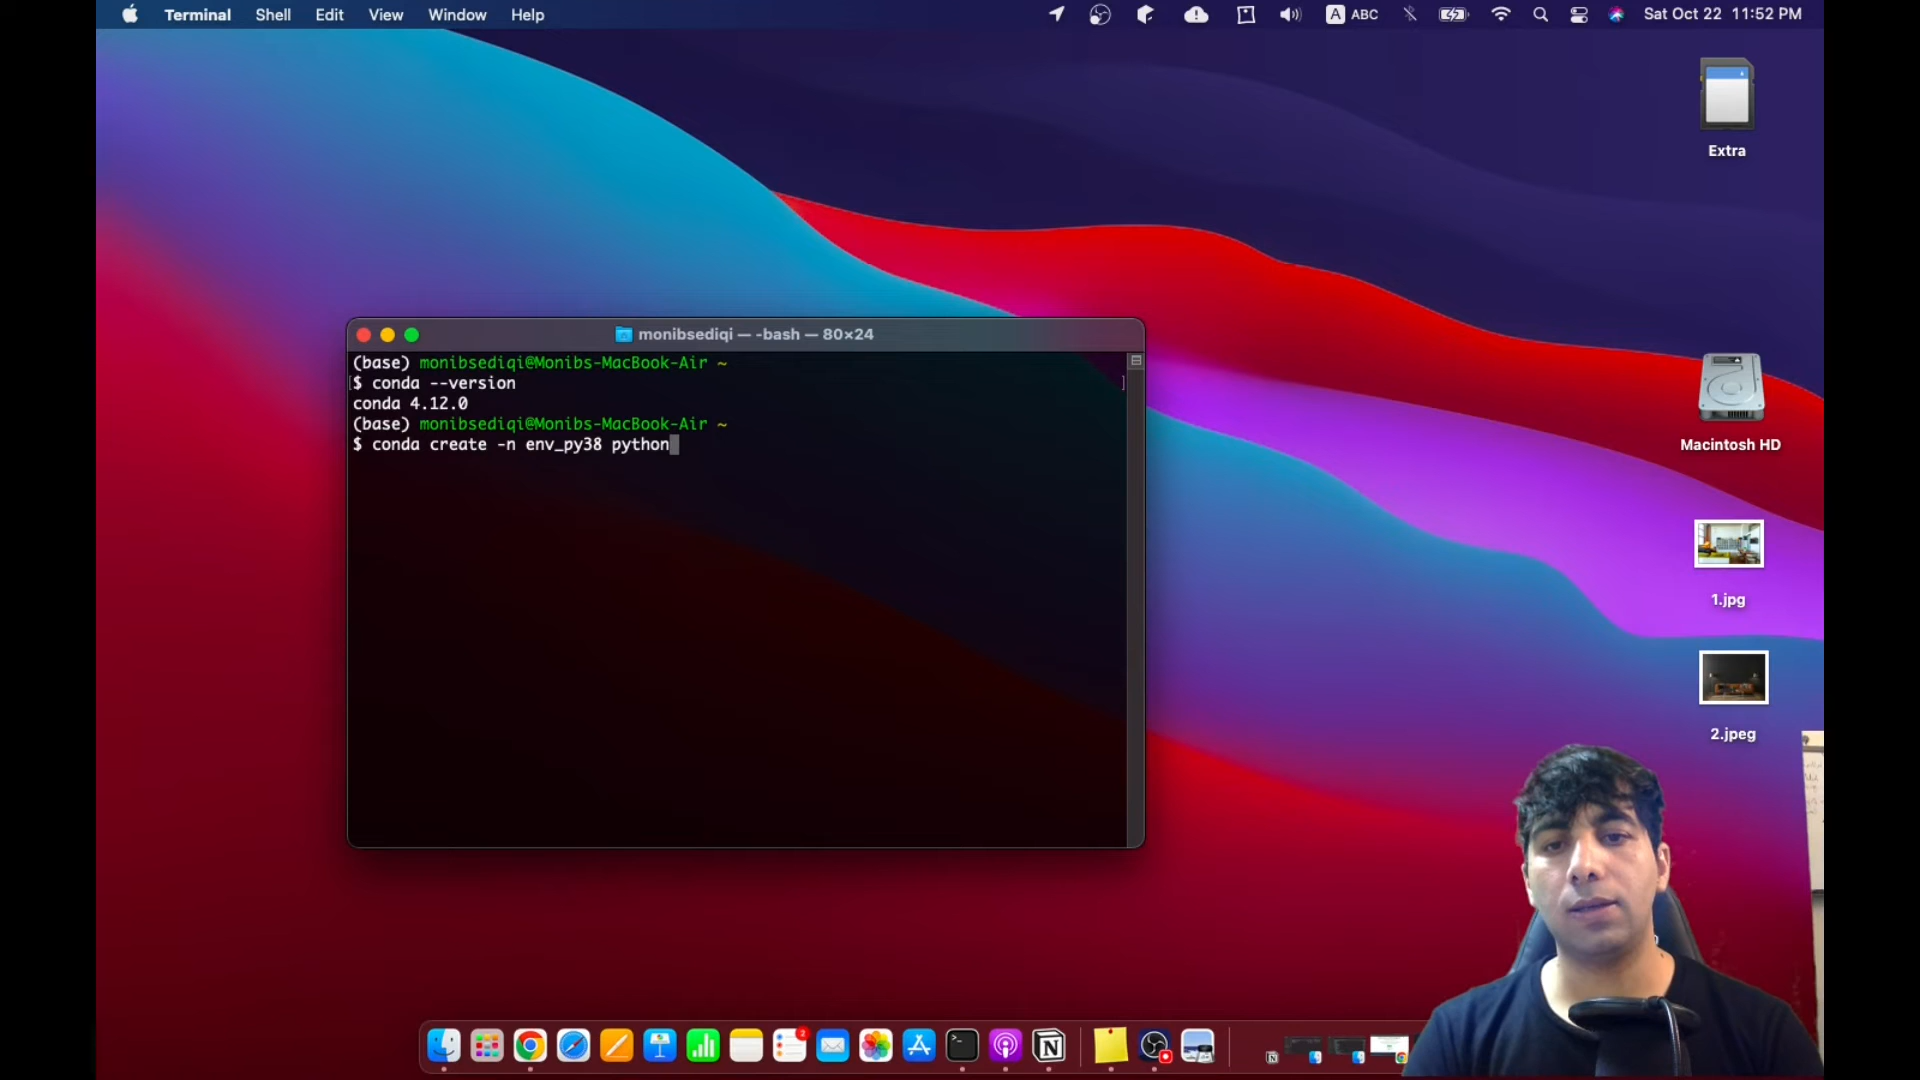 Terminal Shell Edit View Window Help
A ABC Sat Oct 22 11:52 PM
Extra
monibsediqi — -bash — 80×24
(base) monibsediqi@Monibs-MacBook-Air ~
[$ conda --version ]
conda 4.12.0
(base) monibsediqi@Monibs-MacBook-Air ~
$ conda create -n env_py38 python
Macintosh HD
1.jpg
2.jpeg
2